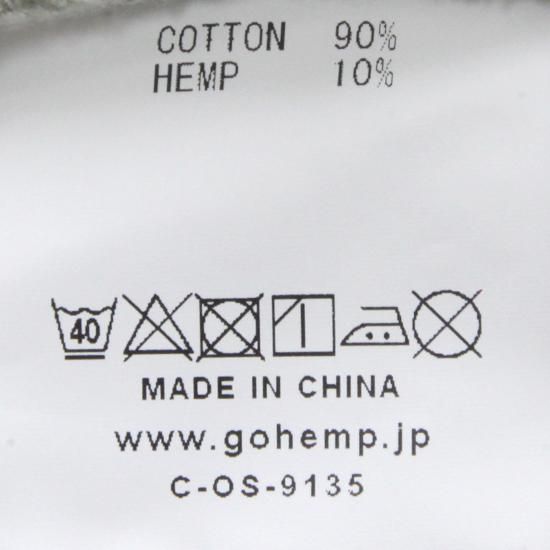 COTTON 90%
HEMP 10%
40
MADE IN CHINA
www.gohemp.jp
C-OS-9135